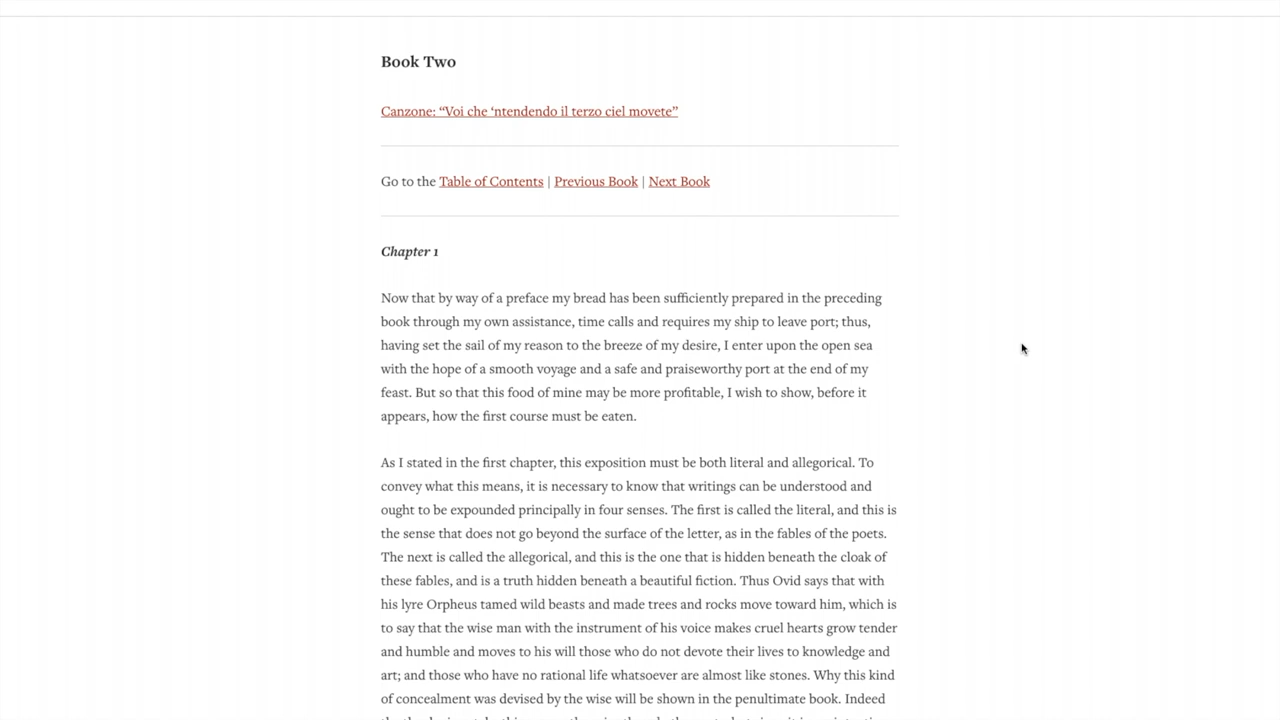 Book Two
Canzone: “Voi che ‘ntendendo il terzo ciel movete”
Go to the Table of Contents | Previous Book | Next Book
Chapter 1
Now that by way of a preface my bread has been sufficiently prepared in the preceding
book through my own assistance, time calls and requires my ship to leave port; thus,
having set the sail of my reason to the breeze of my desire, I enter upon the open sea
with the hope of a smooth voyage and a safe and praiseworthy port at the end of my
feast. But so that this food of mine may be more profitable, I wish to show, before it
appears, how the first course must be eaten.
As I stated in the first chapter, this exposition must be both literal and allegorical. To
convey what this means, it is necessary to know that writings can be understood and
ought to be expounded principally in four senses. The first is called the literal, and this is
the sense that does not go beyond the surface of the letter, as in the fables of the poets.
The next is called the allegorical, and this is the one that is hidden beneath the cloak of
these fables, and is a truth hidden beneath a beautiful fiction. Thus Ovid says that with
his lyre Orpheus tamed wild beasts and made trees and rocks move toward him, which is
to say that the wise man with the instrument of his voice makes cruel hearts grow tender
and humble and moves to his will those who do not devote their lives to knowledge and
art; and those who have no rational life whatsoever are almost like stones. Why this kind
of concealment was devised by the wise will be shown in the penultimate book. Indeed